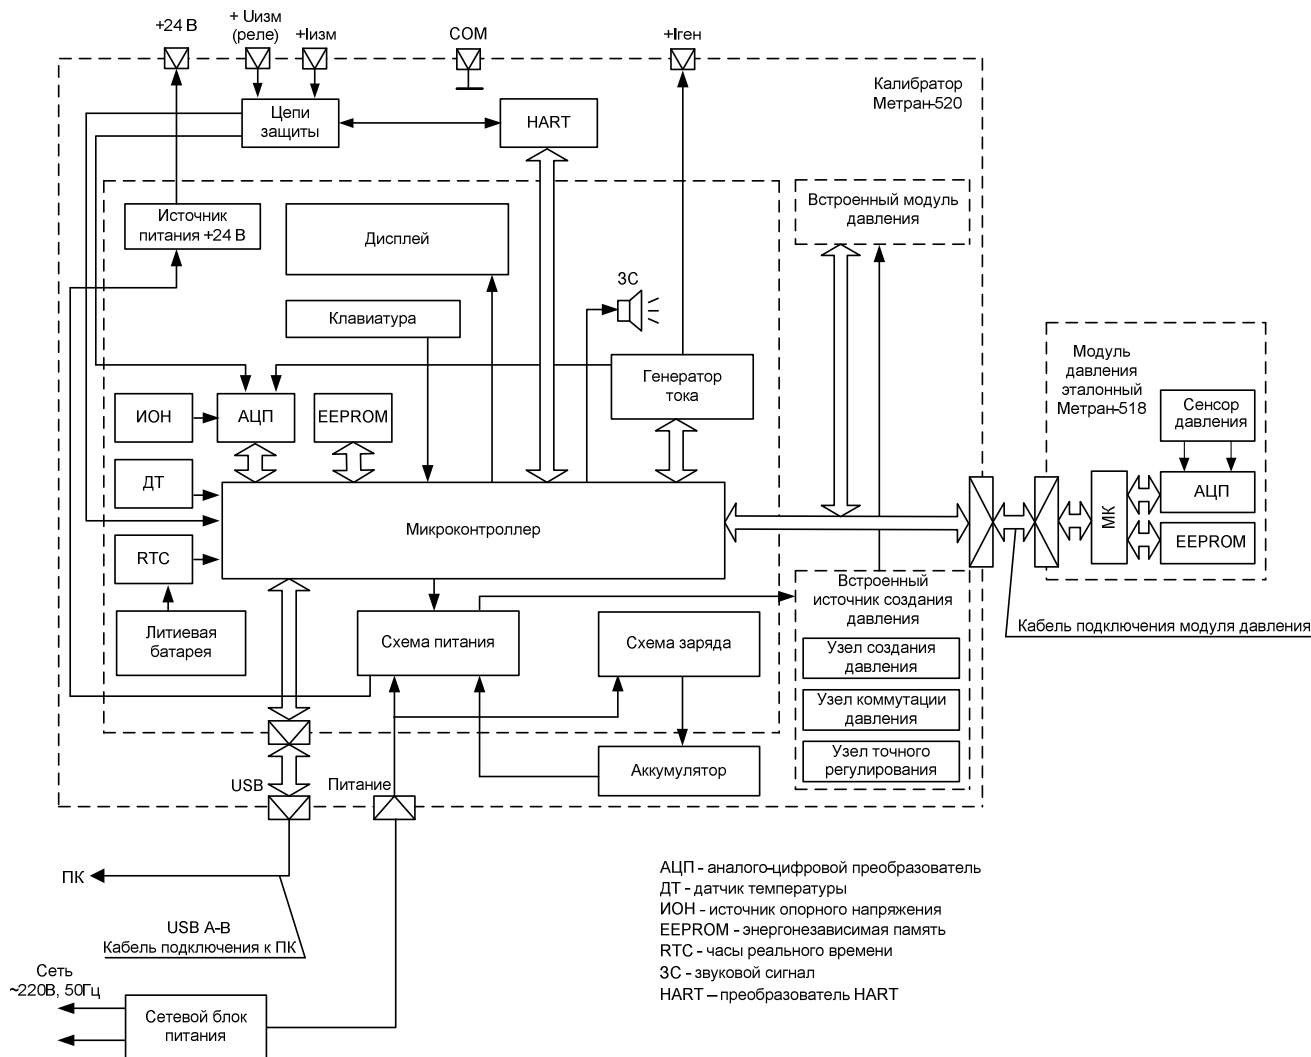 +24 В
+ Uизм
(реле)
+Iизм
COM
+Iген
Калибратор
Метран-520
Цепи
защиты
HART
Источник
питания +24 В
Дисплей
Встроенный модуль
давления
ЗС
Клавиатура
Генератор
тока
Модуль
давления
эталонный
Метран-518
Сенсор
давления
ИОН
АЦП
EEPROM
ДТ
Микроконтроллер
МК
АЦП
EEPROM
RTC
Литиевая
батарея
Схема питания
Схема заряда
Встроенный
источник создания
давления
Кабель подключения модуля давления
Узел создания
давления
Узел коммутации
давления
Узел точного
регулирования
Аккумулятор
USB
Питание
ПК
USB A-B
Кабель подключения к ПК
Сеть
~220В, 50Гц
Сетевой блок
питания
АЦП - аналого-цифровой преобразователь
ДТ - датчик температуры
ИОН - источник опорного напряжения
EEPROM - энергонезависимая память
RTC - часы реального времени
ЗС - звуковой сигнал
HART – преобразователь HART